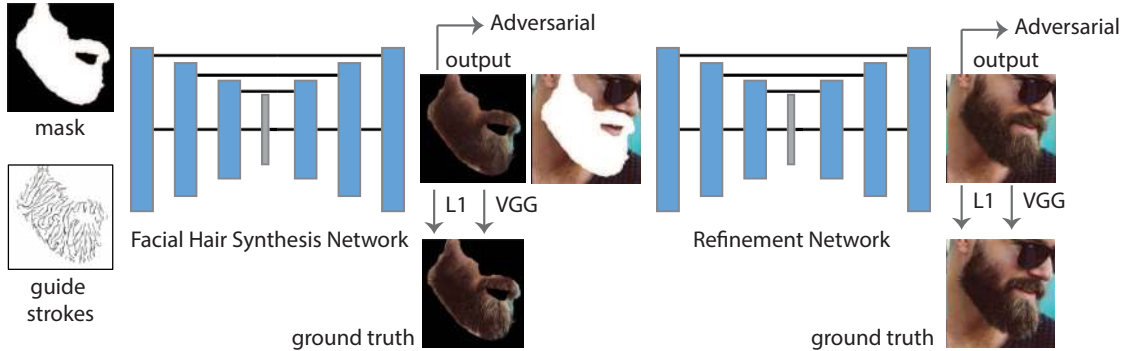 mask
guide
strokes
Facial Hair Synthesis Network
Adversarial
output
L1
VGG
ground truth
Refinement Network
Adversarial
output
L1
VGG
ground truth